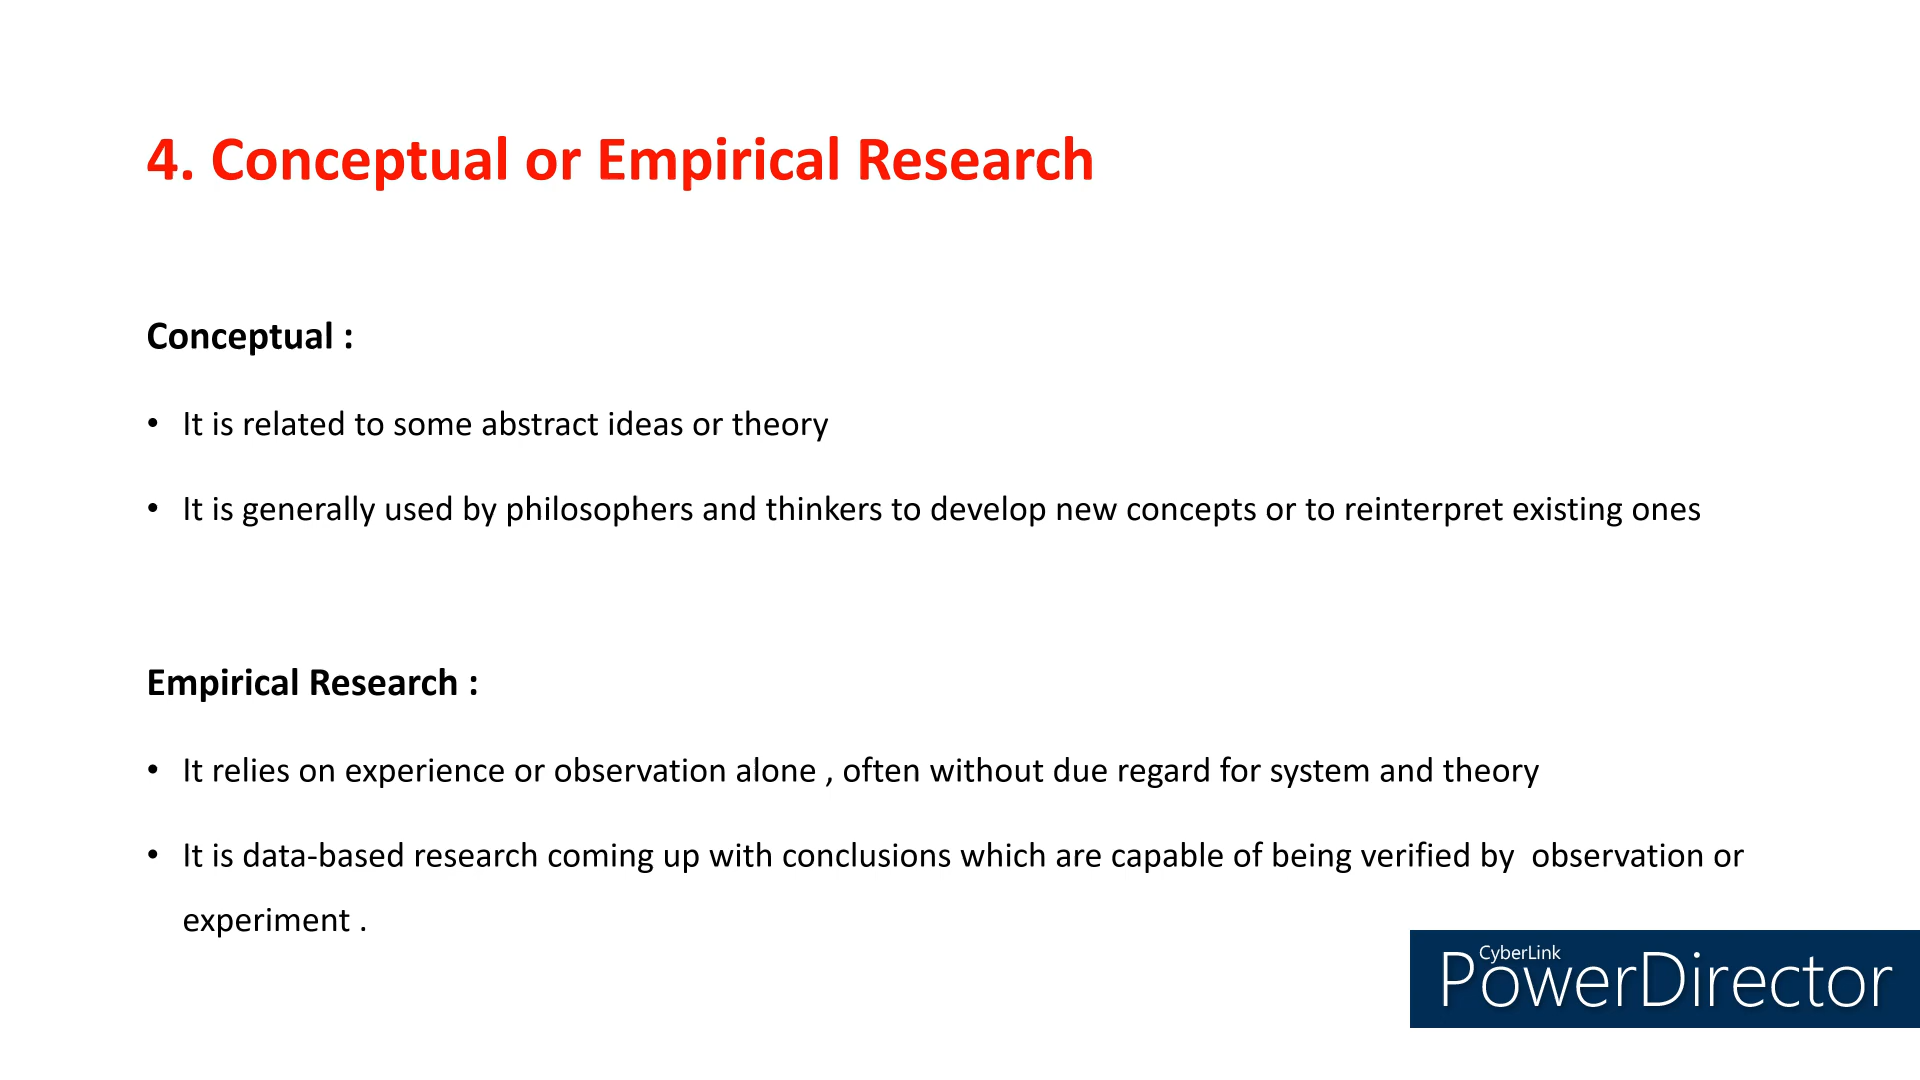 4. Conceptual or Empirical Research
Conceptual :
• It is related to some abstract ideas or theory
• It is generally used by philosophers and thinkers to develop new concepts or to reinterpret existing ones
Empirical Research :
• It relies on experience or observation alone , often without due regard for system and theory
• It is data-based research coming up with conclusions which are capable of being verified by  observation or
experiment .
CyberLink
PowerDirector